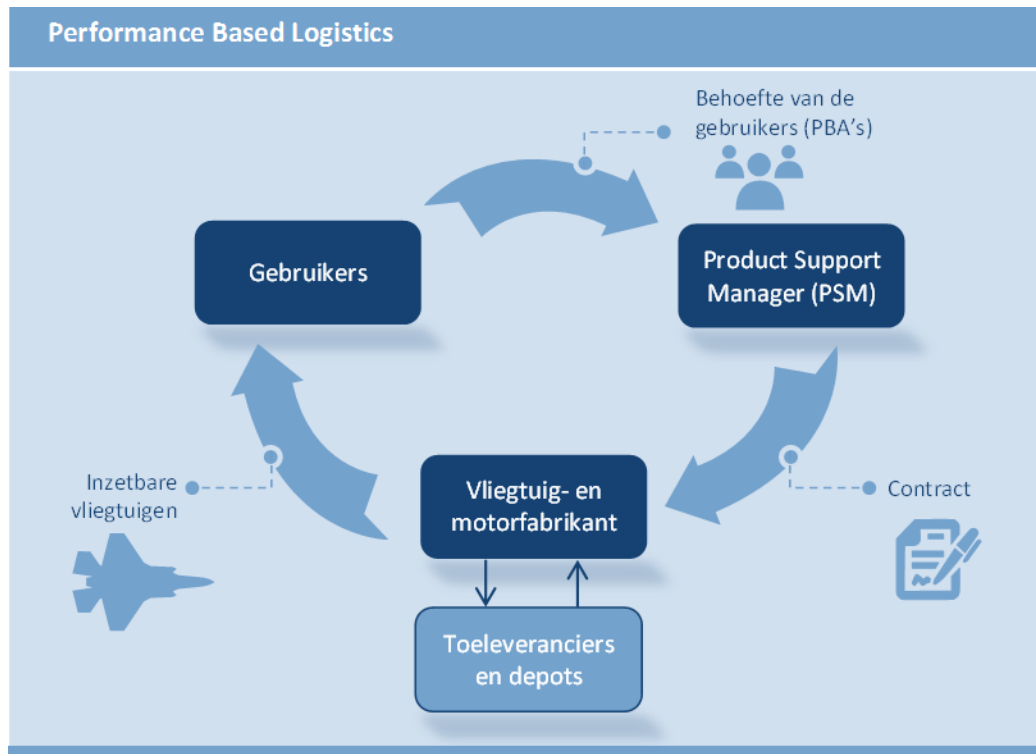 Performance Based Logistics
Behoefte van de
gebruikers (PBA's)
Gebruikers
Product Support
Manager (PSM)
Inzetbare
vliegtuigen
Vliegtuig- en
motorfabrikant
Contract
Toeleveranciers
en depots